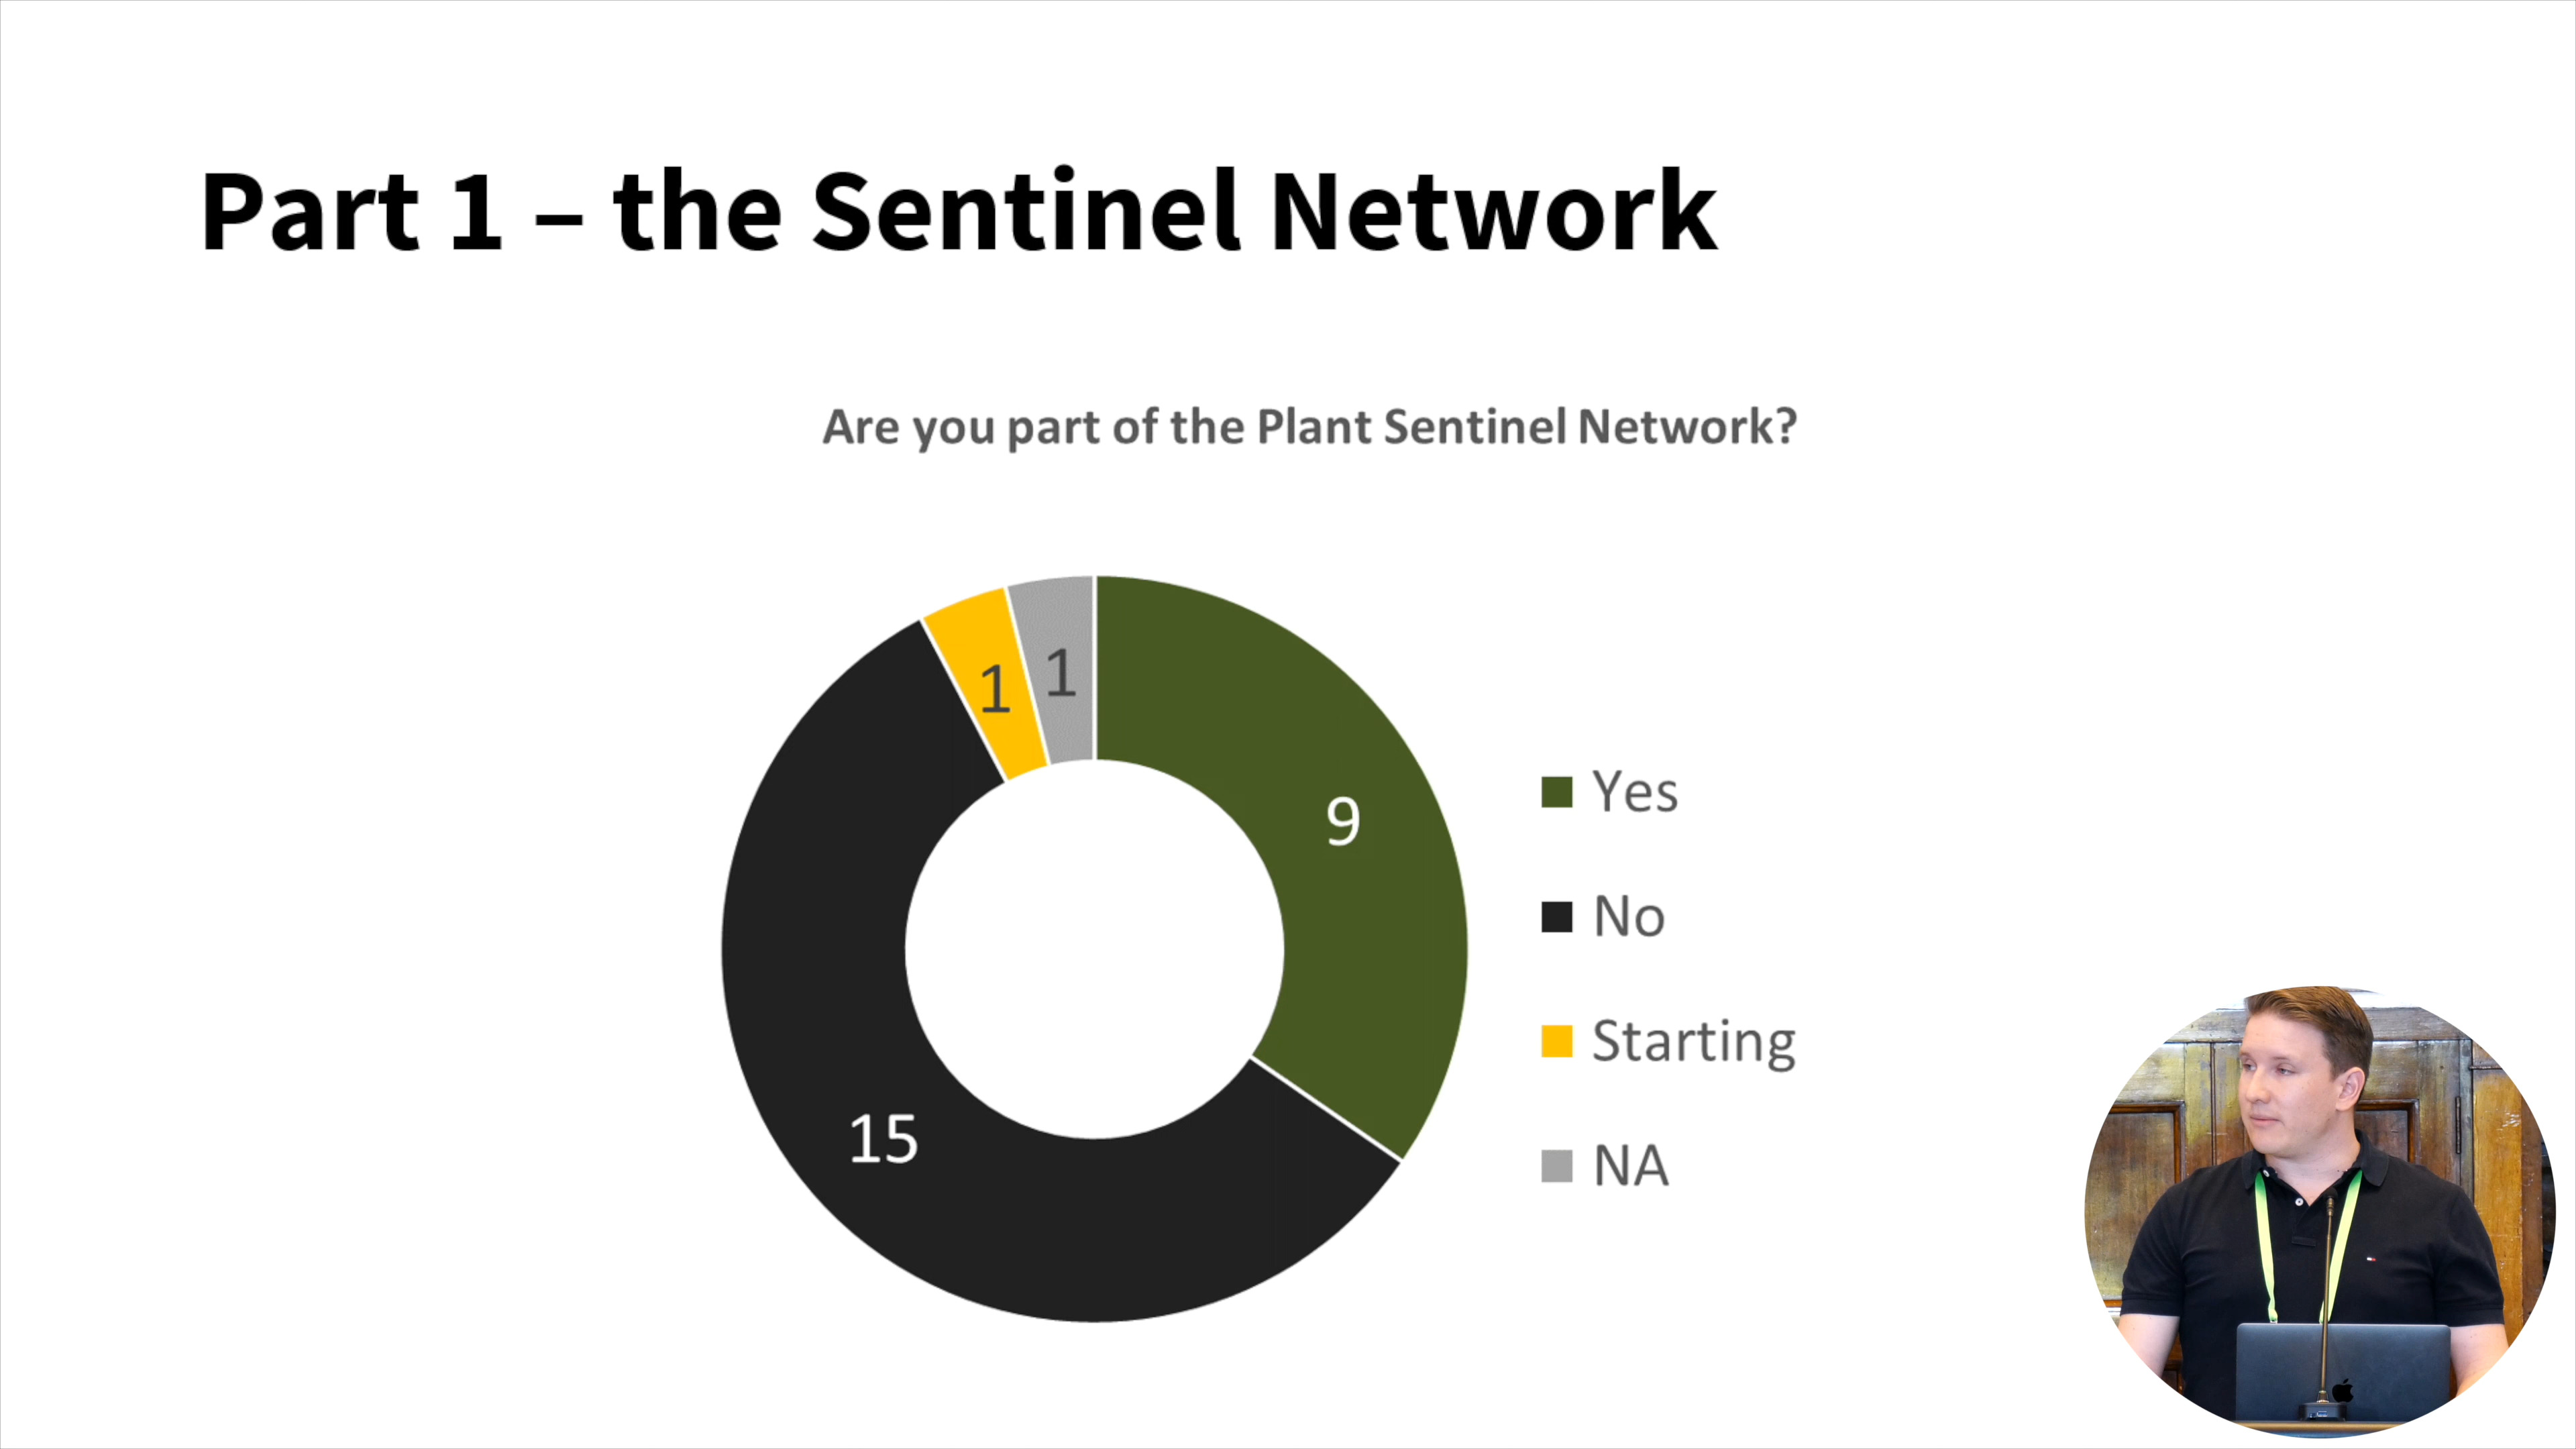 Part 1 – the Sentinel Network
Are you part of the Plant Sentinel Network?
1
1
9
15
Yes
No
Starting
NA